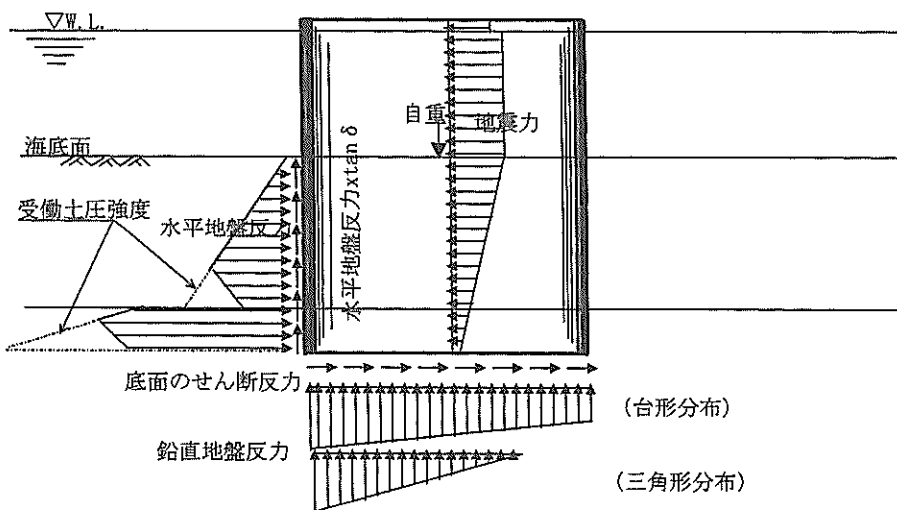 ▽W.L.
自重
地震力
海底面
受働土圧強度
水平地盤反力
水平地盤反力xtan δ
底面のせん断反力
(台形分布)
鉛直地盤反力
(三角形分布)